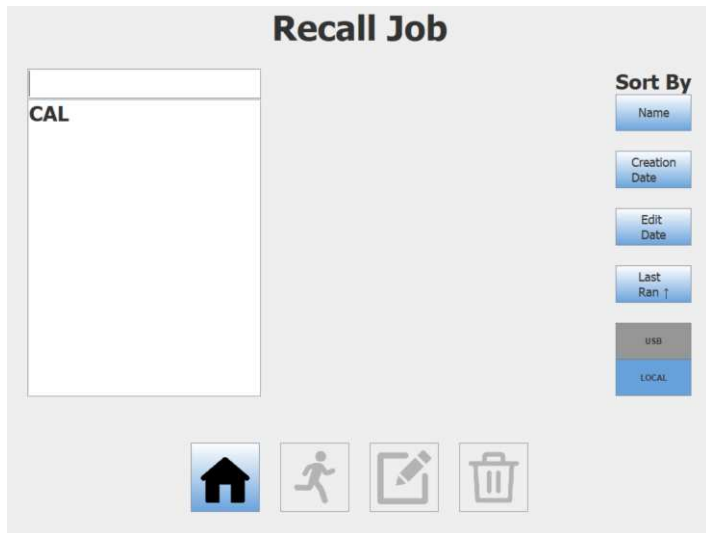 Recall Job
CAL
Sort By
Name
Creation
Date
Edit
Date
Last
Ran ↑
USB
LOCAL